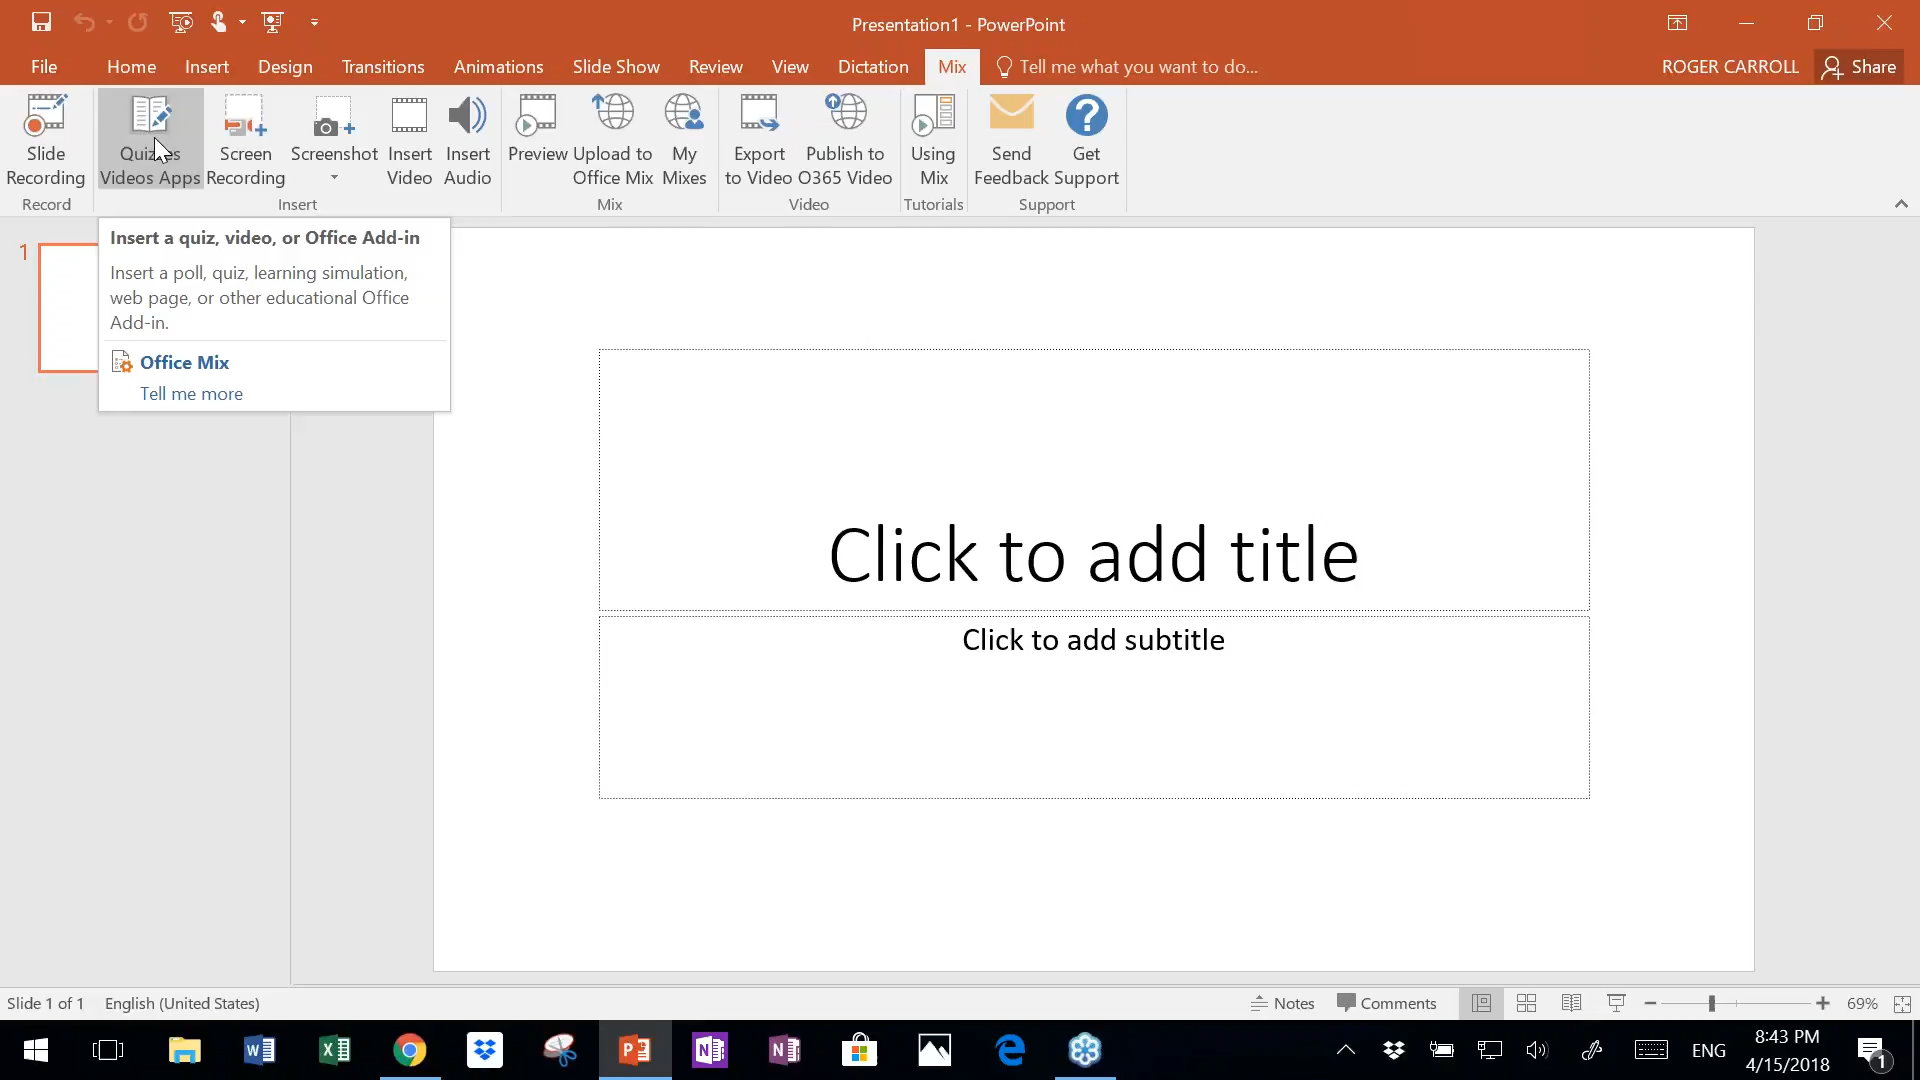 Presentation1 - PowerPoint
File Home Insert Design Transitions Animations Slide Show Review View Dictation Mix Tell me what you want to do... ROGER CARROLL Share
Slide Recording
Videos Apps
Screen Recording
Screenshot
Insert Video
Insert Audio
Preview
Upload to Office Mix
My Mixes
Export to Video
Publish to O365 Video
Using Mix
Send Feedback
Get Support
Record Insert Mix Video Tutorials Support
Insert a quiz, video, or Office Add-in
Insert a poll, quiz, learning simulation,
web page, or other educational Office
Add-in.
Office Mix
Tell me more
1
Click to add title
Click to add subtitle
Slide 1 of 1 English (United States) Notes Comments 69%
ENG
8:43 PM
4/15/2018
1